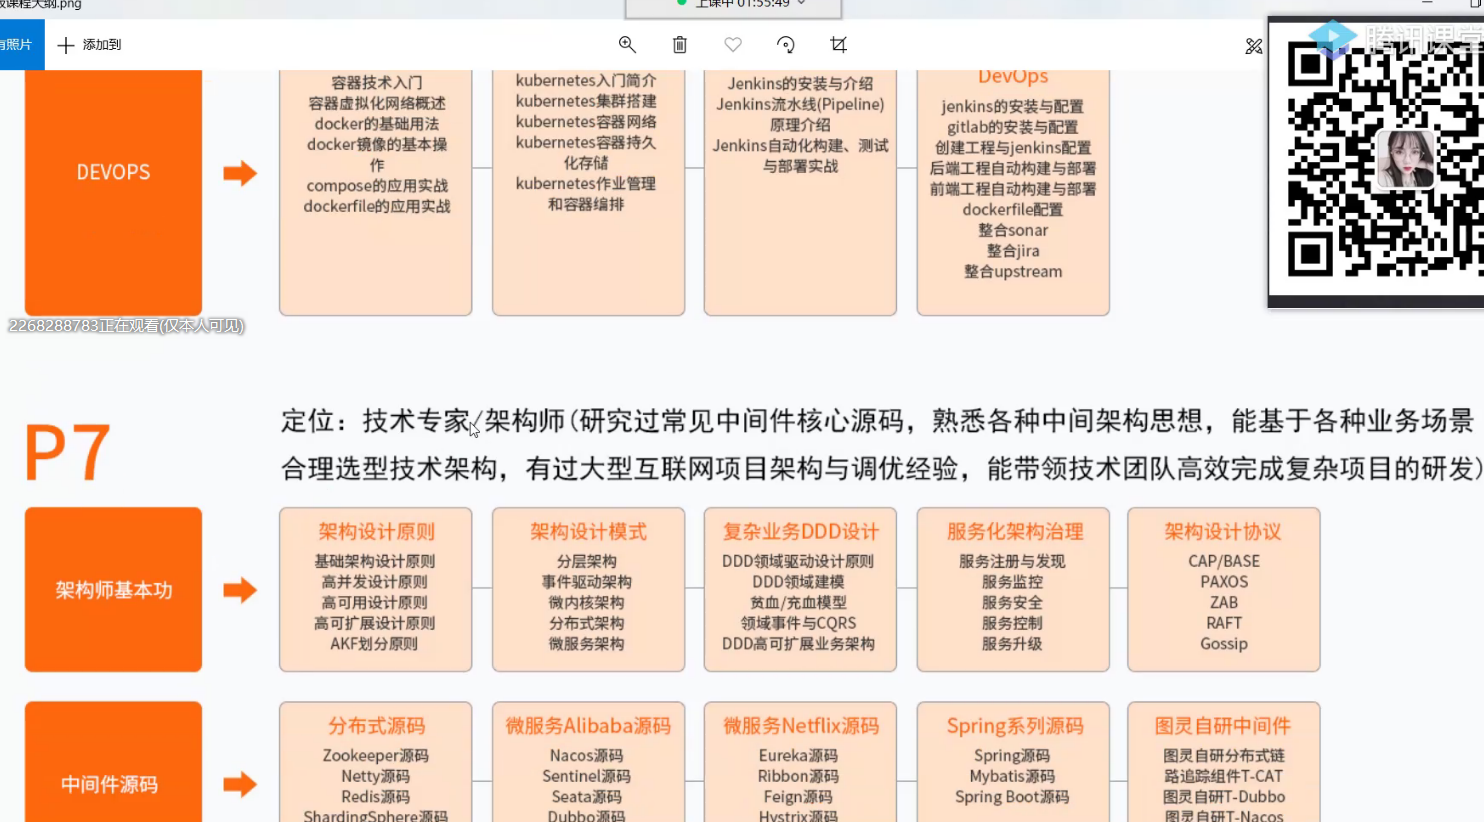 版课程大纲.png
上课中 01:55:49
有照片
添加到
腾讯课堂
DEVOPS
容器技术入门
容器虚拟化网络概述
docker的基础用法
docker镜像的基本操
作
compose的应用实战
dockerfile的应用实战
kubernetes入门简介
kubernetes集群搭建
kubernetes容器网络
kubernetes容器持久
化存储
kubernetes作业管理
和容器编排
Jenkins的安装与介绍
Jenkins流水线(Pipeline)
原理介绍
Jenkins自动化构建、测试
与部署实战
DevOps
jenkins的安装与配置
gitlab的安装与配置
创建工程与jenkins配置
后端工程自动构建与部署
前端工程自动构建与部署
dockerfile配置
整合sonar
整合jira
整合upstream
2268288783正在观看(仅本人可见)
P7
定位：技术专家/架构师(研究过常见中间件核心源码，熟悉各种中间架构思想，能基于各种业务场景
合理选型技术架构，有过大型互联网项目架构与调优经验，能带领技术团队高效完成复杂项目的研发)
架构师基本功
架构设计原则
基础架构设计原则
高并发设计原则
高可用设计原则
高可扩展设计原则
AKF划分原则
架构设计模式
分层架构
事件驱动架构
微内核架构
分布式架构
微服务架构
复杂业务DDD设计
DDD领域驱动设计原则
DDD领域建模
贫血/充血模型
领域事件与CQRS
DDD高可扩展业务架构
服务化架构治理
服务注册与发现
服务监控
服务安全
服务控制
服务升级
架构设计协议
CAP/BASE
PAXOS
ZAB
RAFT
Gossip
中间件源码
分布式源码
Zookeeper源码
Netty源码
Redis源码
ShardingSphere源码
微服务Alibaba源码
Nacos源码
Sentinel源码
Seata源码
Dubbo源码
微服务Netflix源码
Eureka源码
Ribbon源码
Feign源码
Hystrix源码
Spring系列源码
Spring源码
Mybatis源码
Spring Boot源码
图灵自研中间件
图灵自研分布式链
路追踪组件T-CAT
图灵自研T-Dubbo
图灵自研T-Nacos